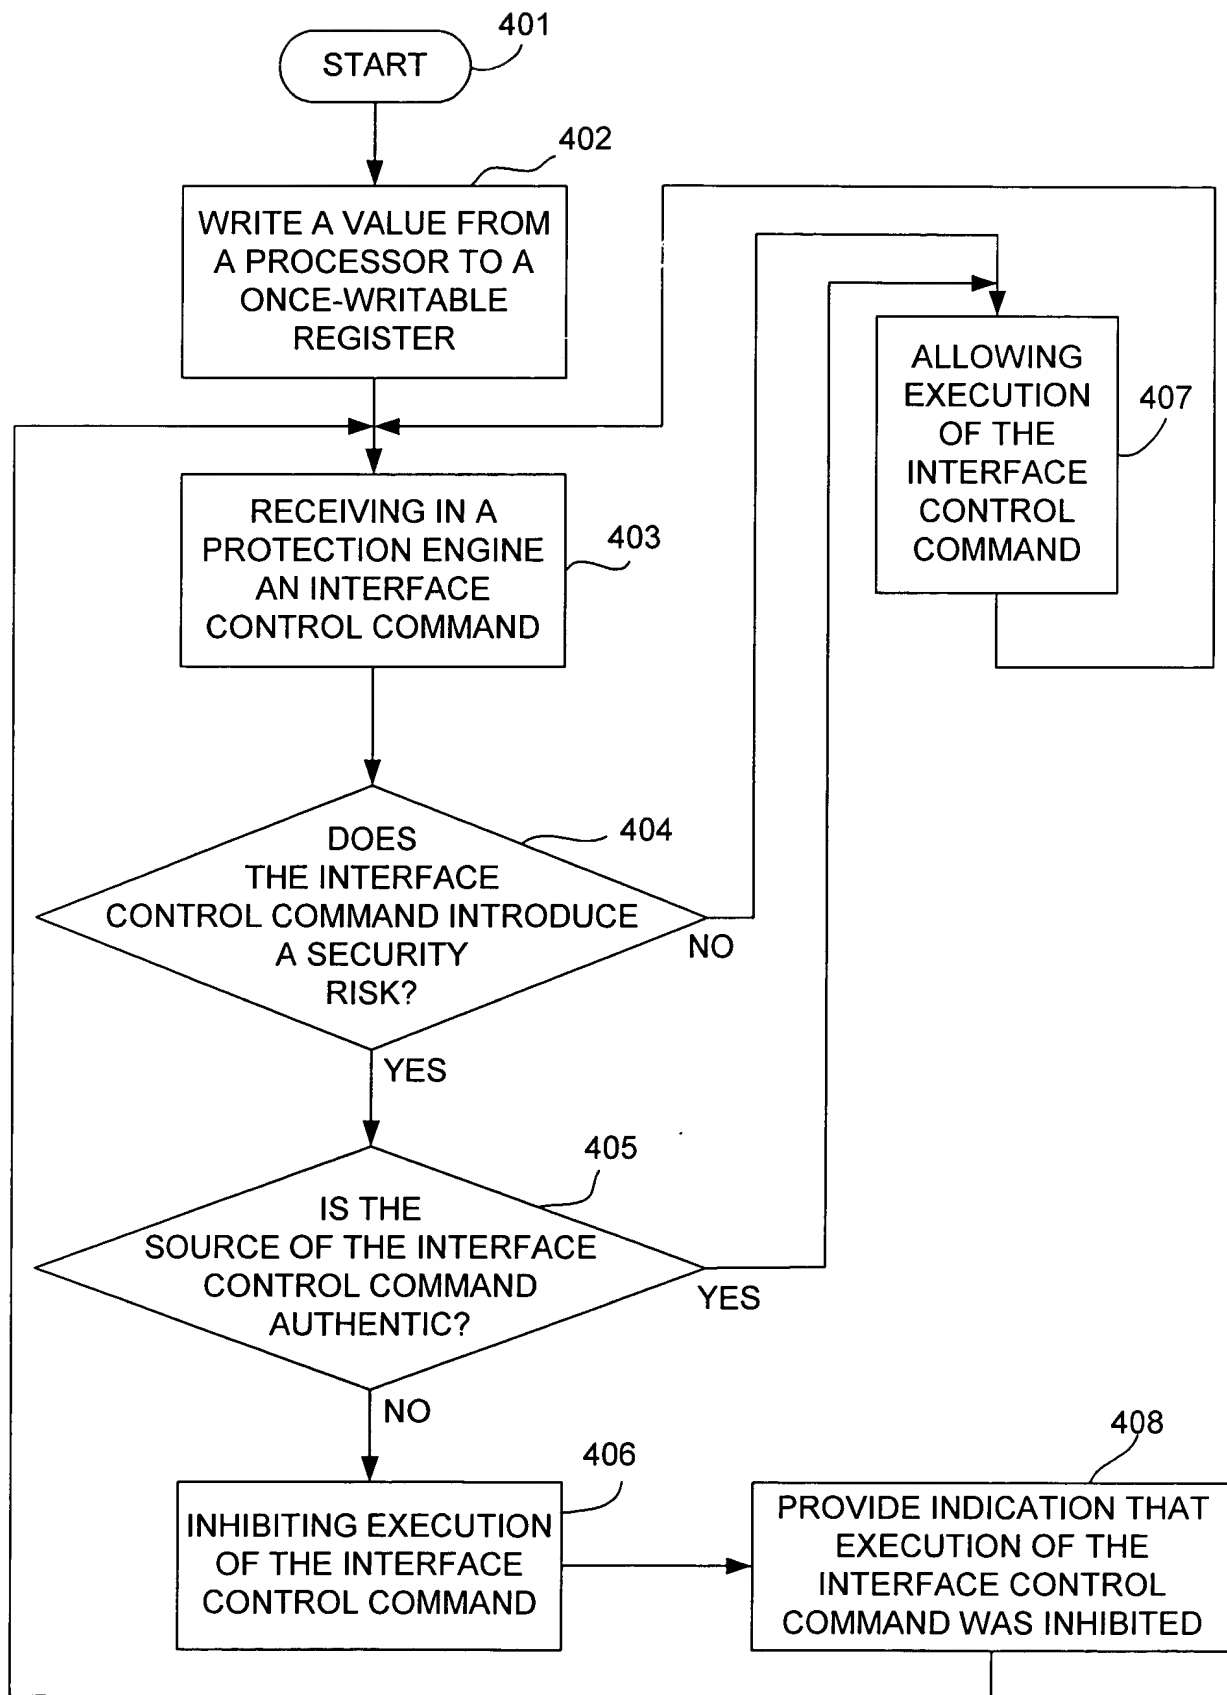 401
START
402
WRITE A VALUE FROM
A PROCESSOR TO A
ONCE-WRITABLE
REGISTER
ALLOWING
EXECUTION
OF THE
INTERFACE
CONTROL
COMMAND
407
RECEIVING IN A
PROTECTION ENGINE
AN INTERFACE
CONTROL COMMAND
403
DOES
THE INTERFACE
CONTROL COMMAND INTRODUCE
A SECURITY
RISK?
404
NO
YES
405
IS THE
SOURCE OF THE INTERFACE
CONTROL COMMAND
AUTHENTIC?
YES
NO
406
INHIBITING EXECUTION
OF THE INTERFACE
CONTROL COMMAND
408
PROVIDE INDICATION THAT
EXECUTION OF THE
INTERFACE CONTROL
COMMAND WAS INHIBITED